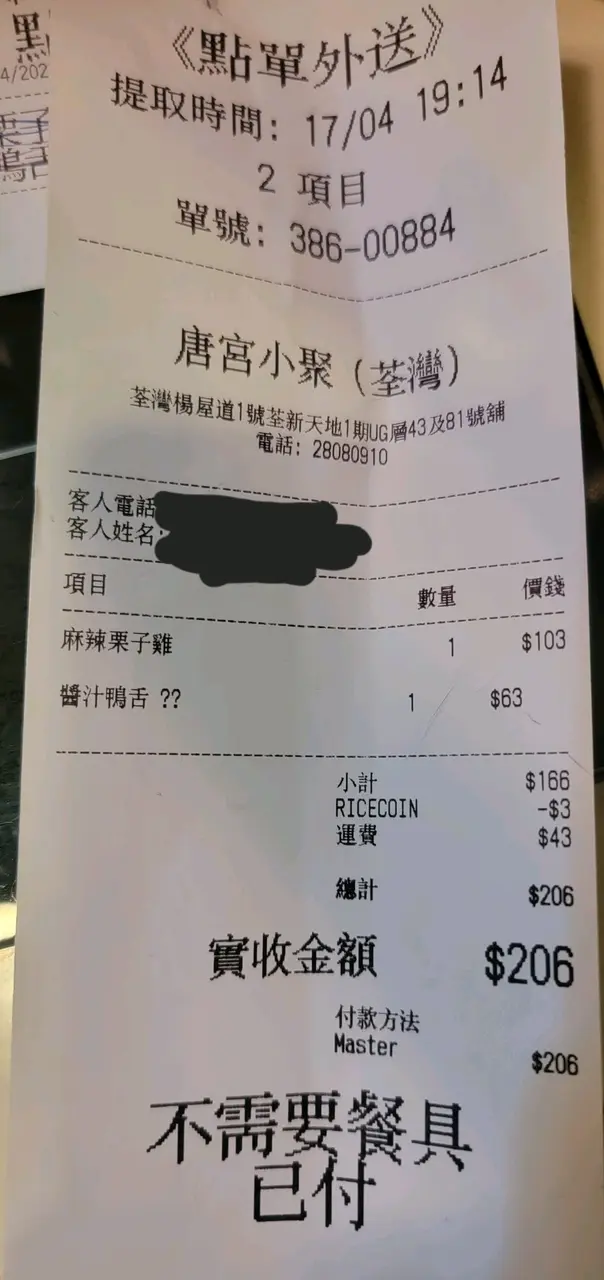 《點單外送》
提取時間: 17/04 19:14
2 項目
單號: 386-00884
唐宮小聚 (荃灣)
荃灣楊屋道1號荃新天地1期UG層43及81號舖
電話: 28080910
客人電話
客人姓名:
項目 數量 價錢
麻辣栗子雞 1 $103
醬汁鴨舌 ?? 1 $63
小計 $166
RICECOIN -$3
運費 $43
總計 $206
實收金額 $206
付款方法
Master $206
不需要餐具
已付
4/202
栗子